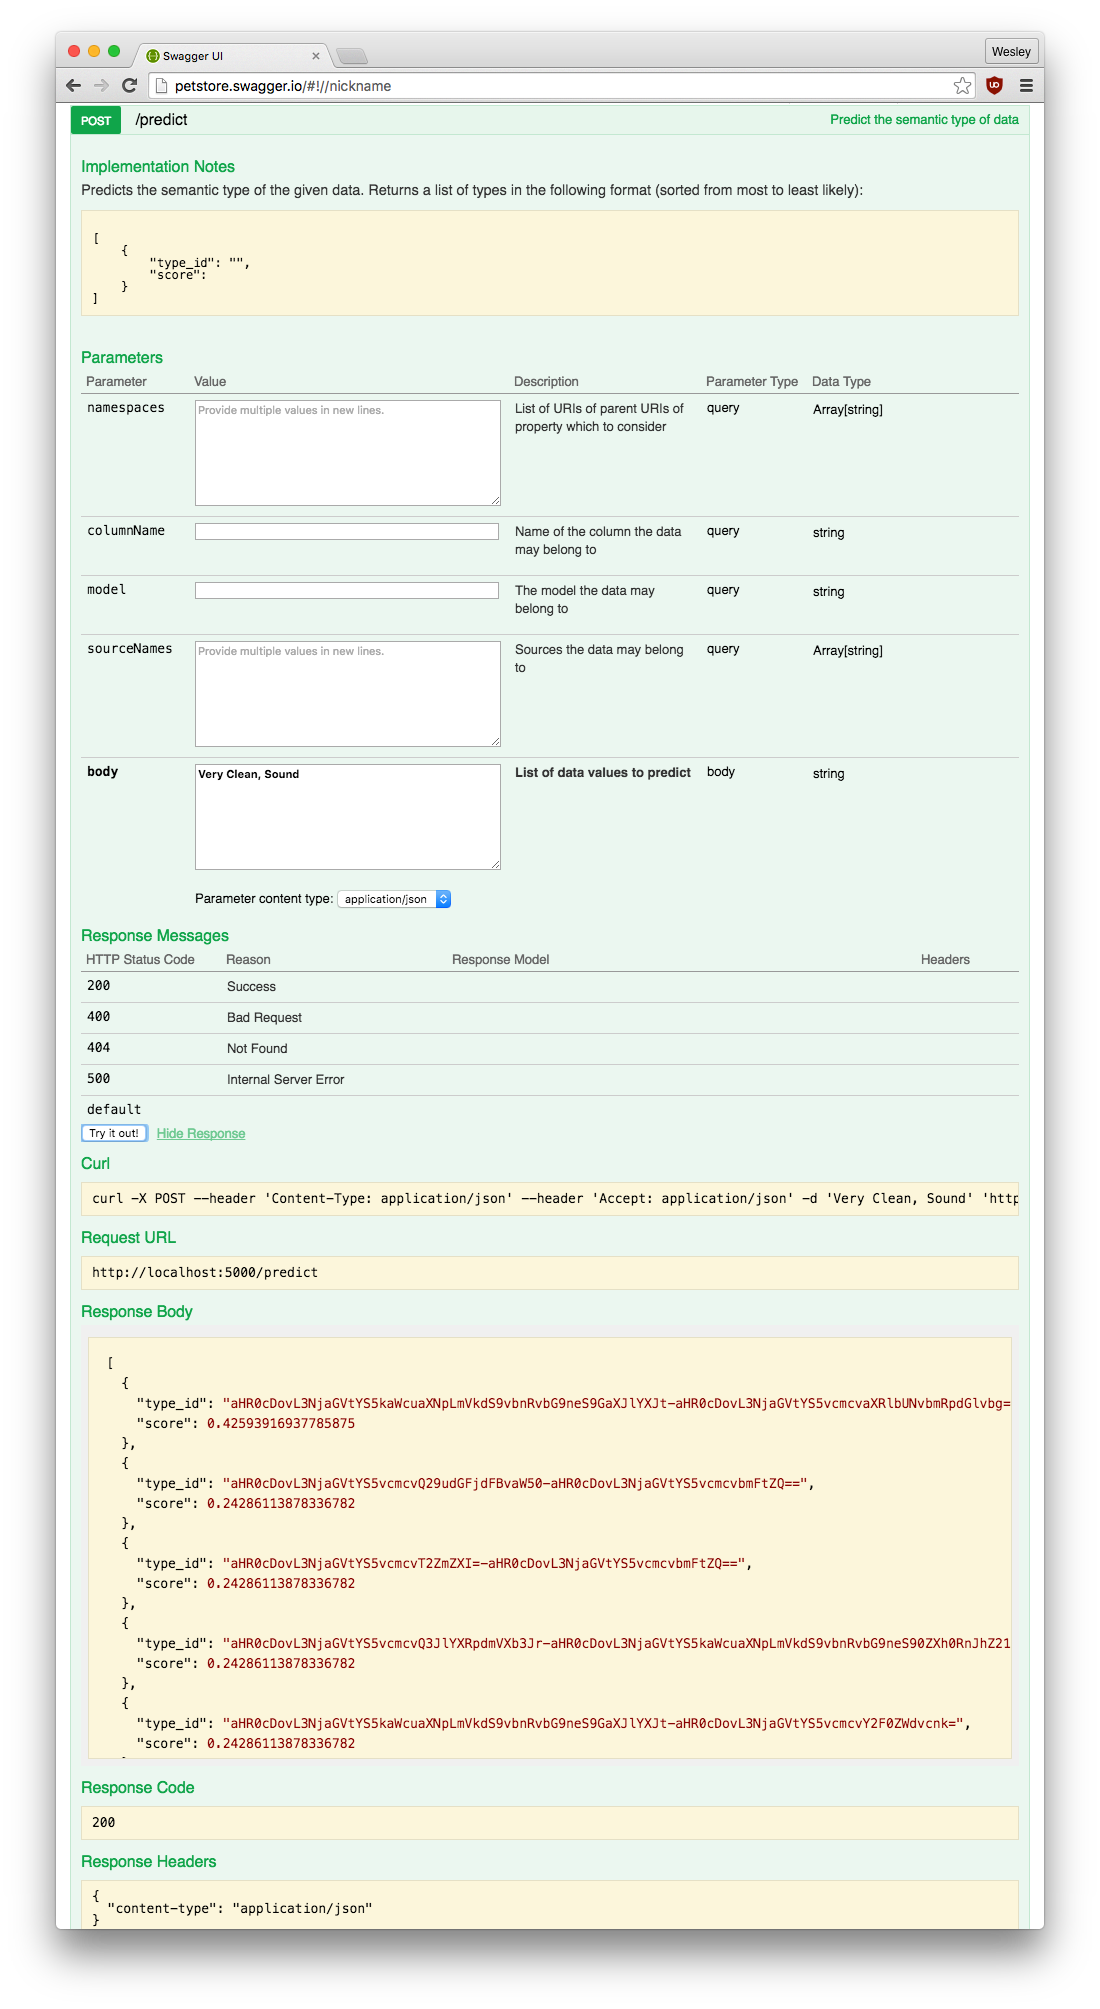 Swagger UI
Wesley
petstore.swagger.io/#!//nickname
POST /predict Predict the semantic type of data
Implementation Notes
Predicts the semantic type of the given data. Returns a list of types in the following format (sorted from most to least likely):
[
{
"type_id": "",
"score":
}
]
Parameters
Parameter Value Description Parameter Type Data Type
namespaces Provide multiple values in new lines. List of URIs of parent URIs of query Array[string]
property which to consider
columnName Name of the column the data query string
may belong to
model The model the data may query string
belong to
sourceNames Provide multiple values in new lines. Sources the data may belong query Array[string]
to
body Very Clean, Sound List of data values to predict body string
Parameter content type: application/json
Response Messages
HTTP Status Code Reason Response Model Headers
200 Success
400 Bad Request
404 Not Found
500 Internal Server Error
default
Try it out! Hide Response
Curl
curl -X POST --header 'Content-Type: application/json' --header 'Accept: application/json' -d 'Very Clean, Sound' 'http
Request URL
http://localhost:5000/predict
Response Body
[
{
"type_id": "aHR0cDovL3NjaGVtYS5kaWcuaXNpLmVkdS9vbnRvbG9neS9GaXJlYXJt-aHR0cDovL3NjaGVtYS5vcmcvaXRlbUNvbmRpdGlvbg=
"score": 0.42593916937785875
},
{
"type_id": "aHR0cDovL3NjaGVtYS5vcmcvQ29udGFjdFBvaW50-aHR0cDovL3NjaGVtYS5vcmcvbmFtZQ==",
"score": 0.24286113878336782
},
{
"type_id": "aHR0cDovL3NjaGVtYS5vcmcvT2ZmZXI=-aHR0cDovL3NjaGVtYS5vcmcvbmFtZQ==",
"score": 0.24286113878336782
},
{
"type_id": "aHR0cDovL3NjaGVtYS5vcmcvQ3JlYXRpdmVXb3Jr-aHR0cDovL3NjaGVtYS5kaWcuaXNpLmVkdS9vbnRvbG9neS90ZXh0RnJhZ21
"score": 0.24286113878336782
},
{
"type_id": "aHR0cDovL3NjaGVtYS5kaWcuaXNpLmVkdS9vbnRvbG9neS9GaXJlYXJt-aHR0cDovL3NjaGVtYS5vcmcvY2F0ZWdvcnk=",
"score": 0.24286113878336782
Response Code
200
Response Headers
{
"content-type": "application/json"
}